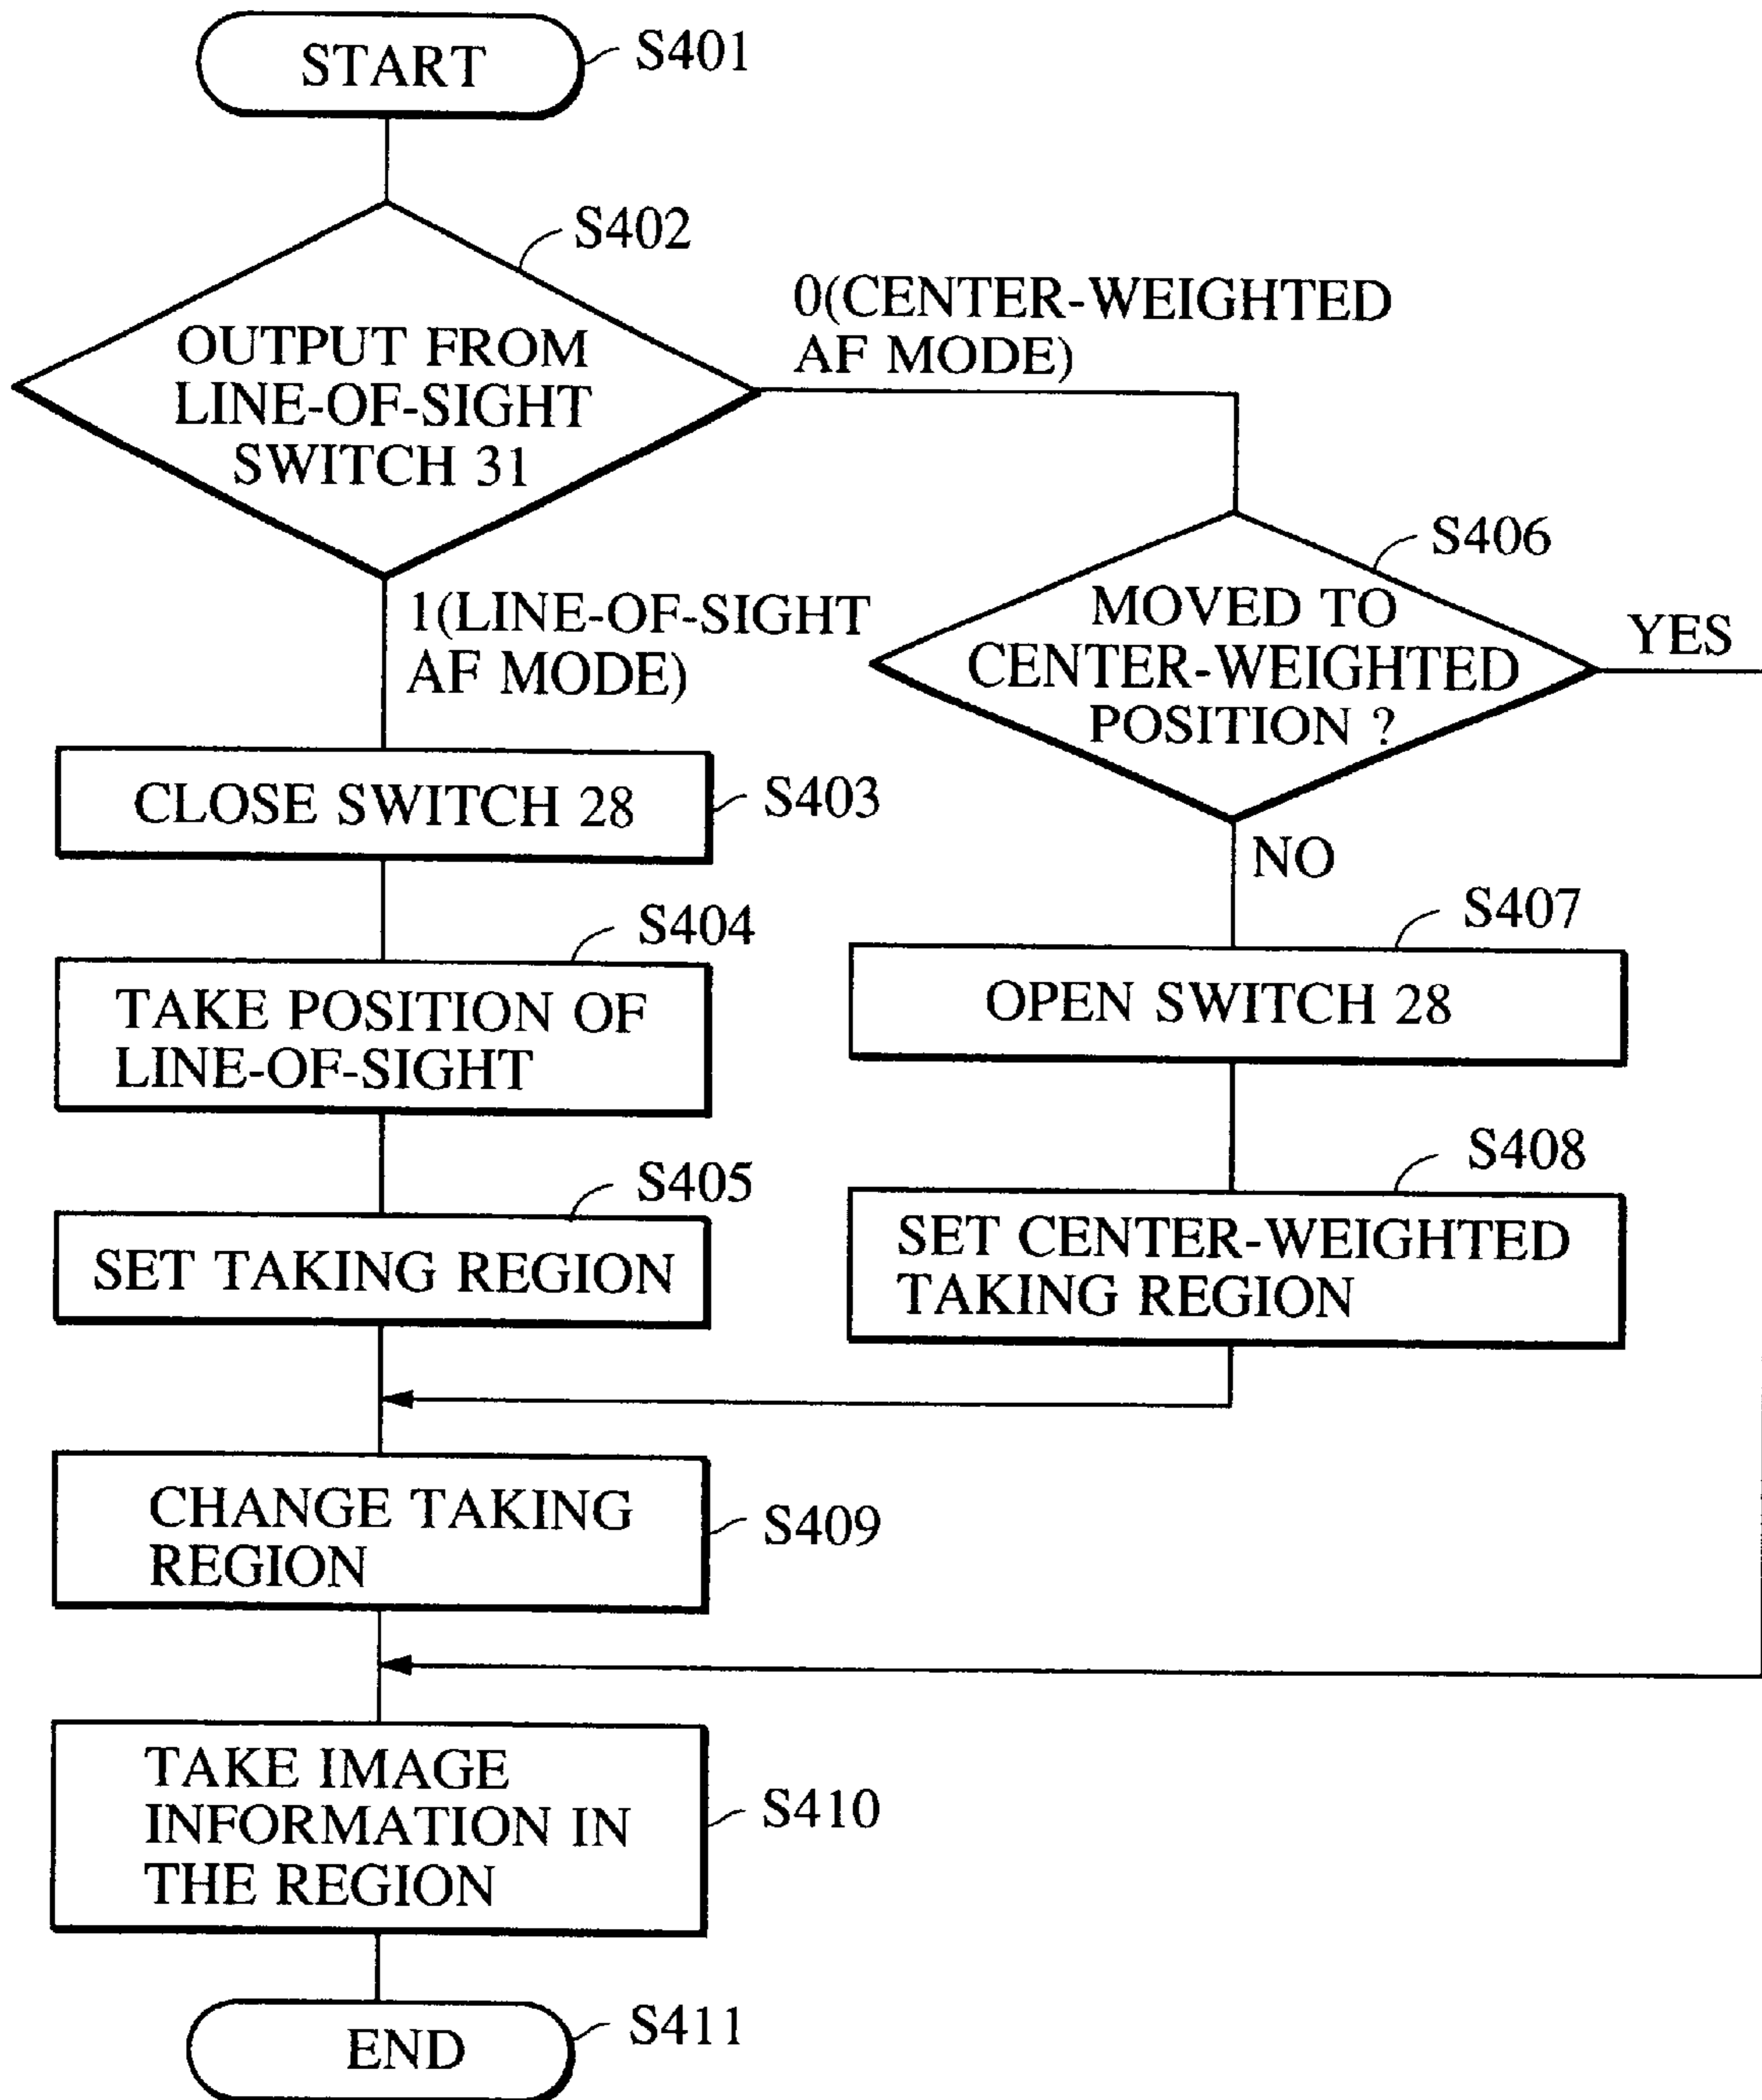 START
S401
S402
OUTPUT FROM
LINE-OF-SIGHT
SWITCH 31
0(CENTER-WEIGHTED
AF MODE)
1(LINE-OF-SIGHT
AF MODE)
S406
MOVED TO
CENTER-WEIGHTED
POSITION ?
YES
NO
CLOSE SWITCH 28
S403
S404
TAKE POSITION OF
LINE-OF-SIGHT
S407
OPEN SWITCH 28
S405
SET TAKING REGION
S408
SET CENTER-WEIGHTED
TAKING REGION
CHANGE TAKING
REGION
S409
TAKE IMAGE
INFORMATION IN
THE REGION
S410
END
S411